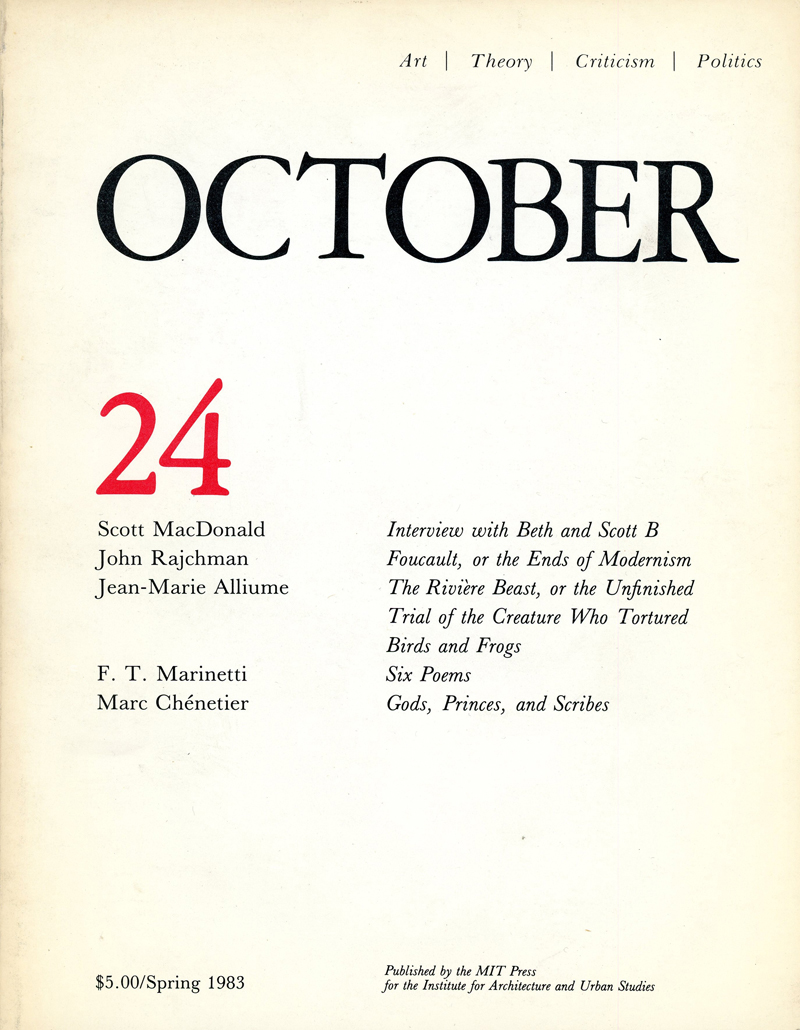 Art | Theory | Criticism | Politics
OCTOBER
24
Scott MacDonald Interview with Beth and Scott B
John Rajchman Foucault, or the Ends of Modernism
Jean-Marie Alliume The Rivière Beast, or the Unfinished
Trial of the Creature Who Tortured
Birds and Frogs
F. T. Marinetti Six Poems
Marc Chénetier Gods, Princes, and Scribes
$5.00/Spring 1983
Published by the MIT Press
for the Institute for Architecture and Urban Studies